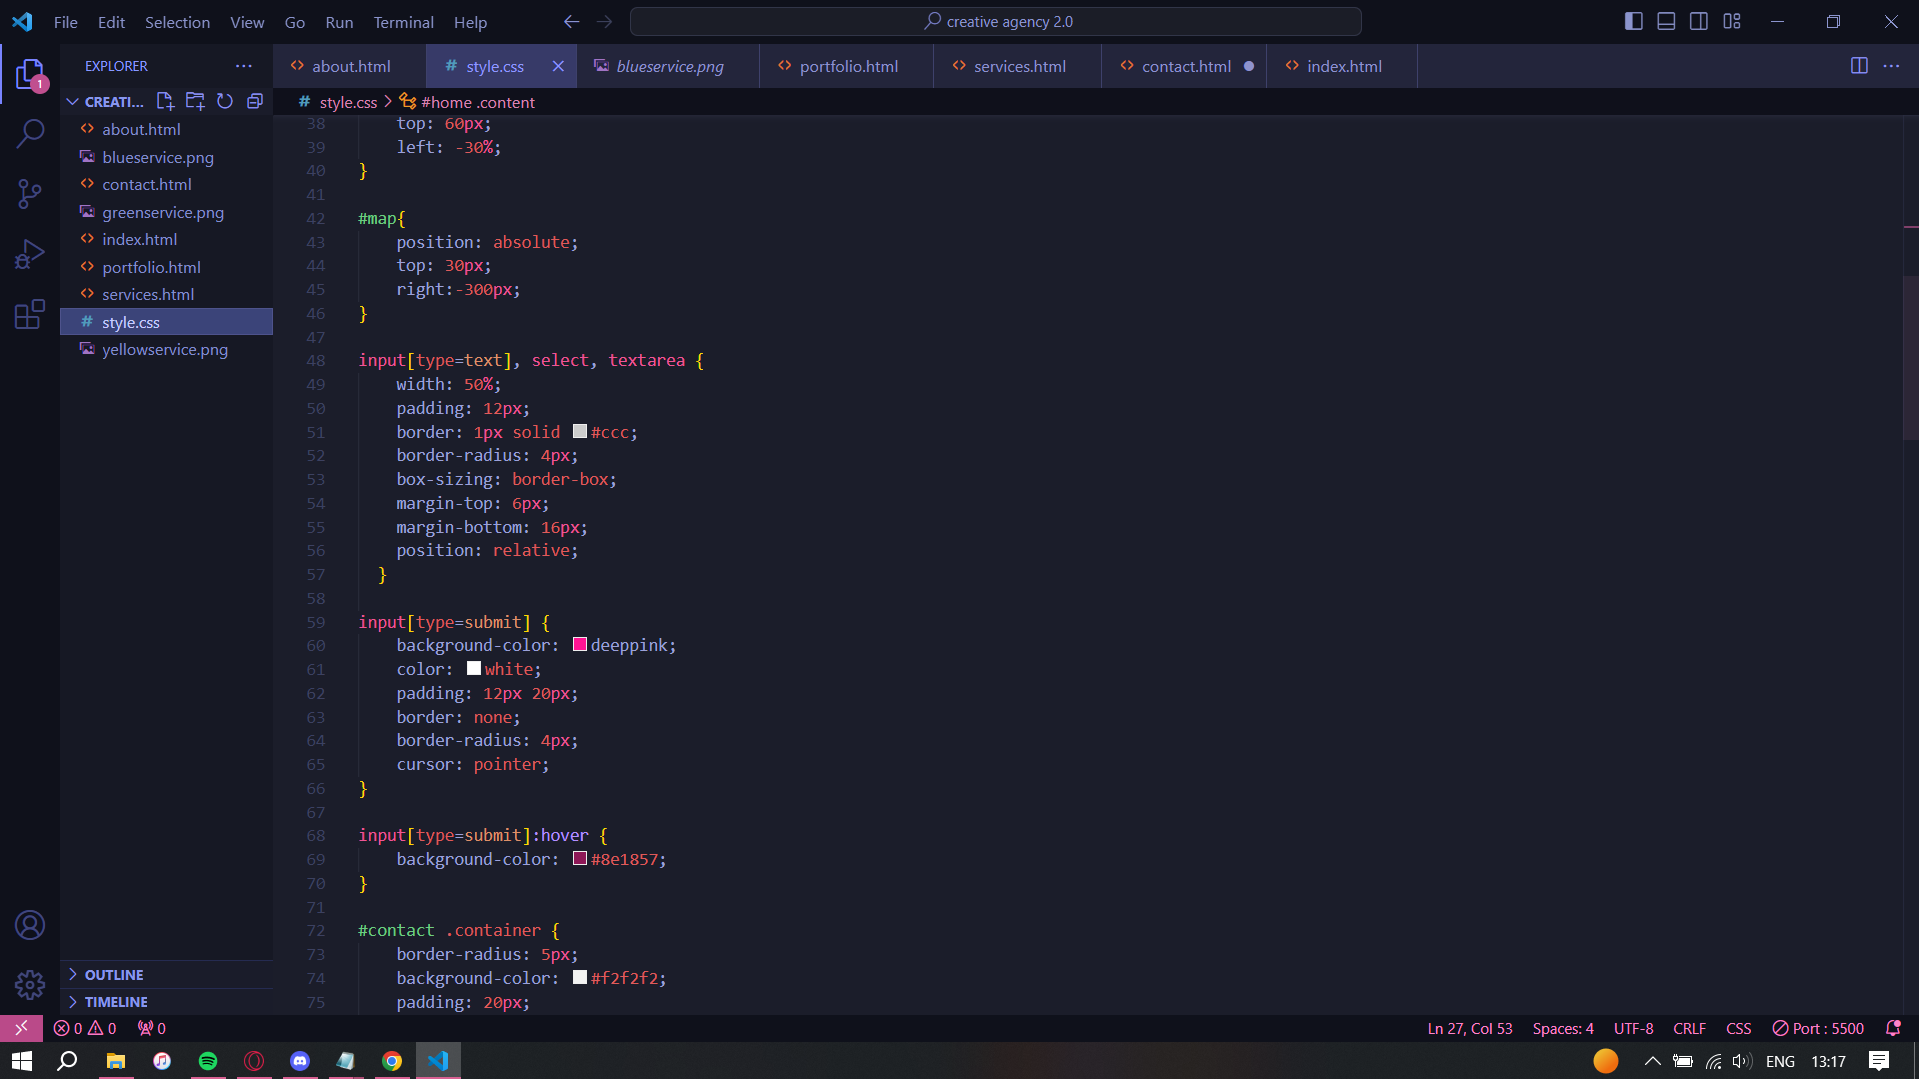 File Edit Selection View Go Run Terminal Help creative agency 2.0
EXPLORER
about.html style.css blueservice.png portfolio.html services.html contact.html index.html
1
CREATI...
style.css > #home .content
about.html
blueservice.png
contact.html
greenservice.png
index.html
portfolio.html
services.html
style.css
yellowservice.png
38 top: 60px;
39 left: -30%;
40 }
41
42 #map{
43 position: absolute;
44 top: 30px;
45 right:-300px;
46 }
47
48 input[type=text], select, textarea {
49 width: 50%;
50 padding: 12px;
51 border: 1px solid #ccc;
52 border-radius: 4px;
53 box-sizing: border-box;
54 margin-top: 6px;
55 margin-bottom: 16px;
56 position: relative;
57 }
58
59 input[type=submit] {
60 background-color: deeppink;
61 color: white;
62 padding: 12px 20px;
63 border: none;
64 border-radius: 4px;
65 cursor: pointer;
66 }
67
68 input[type=submit]:hover {
69 background-color: #8e1857;
70 }
71
72 #contact .container {
73 border-radius: 5px;
74 background-color: #f2f2f2;
75 padding: 20px;
OUTLINE
TIMELINE
0 0 0 Ln 27, Col 53 Spaces: 4 UTF-8 CRLF CSS Port : 5500
ENG 13:17